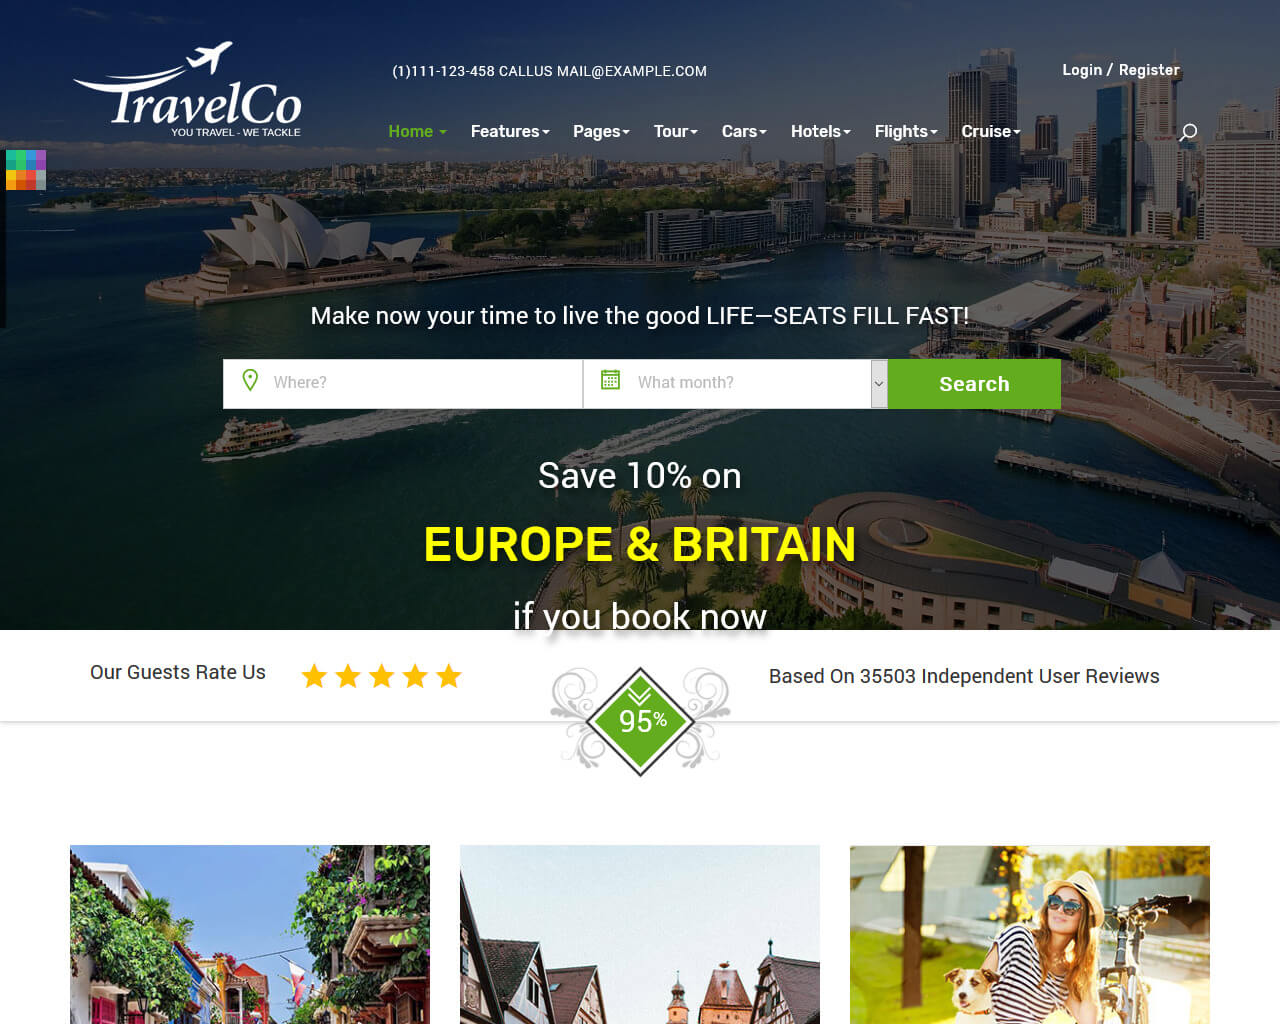 TravelCo
YOU TRAVEL - WE TACKLE
(1)111-123-458 CALLUS MAIL@EXAMPLE.COM
Login / Register
Home Features Pages Tour Cars Hotels Flights Cruise
Make now your time to live the good LIFE—SEATS FILL FAST!
Where? What month? Search
Save 10% on
EUROPE & BRITAIN
if you book now
Our Guests Rate Us
95%
Based On 35503 Independent User Reviews